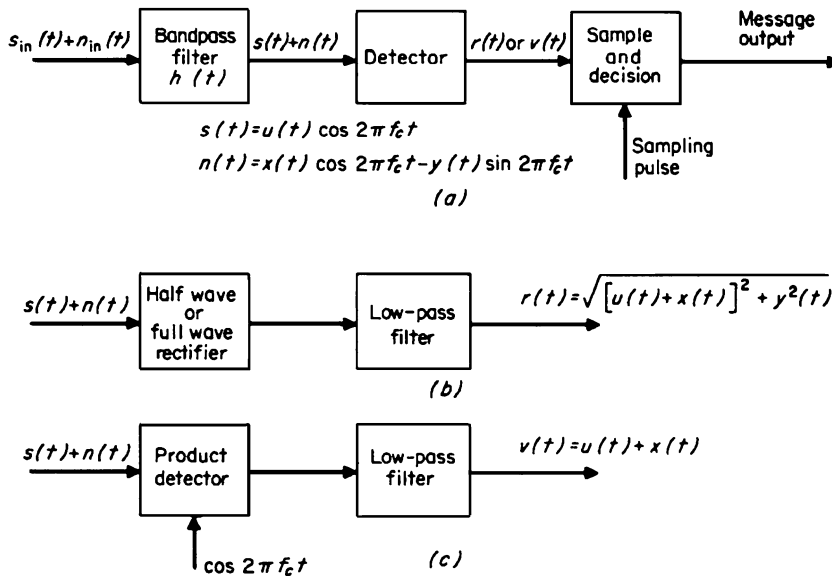 s_in(t)+n_in(t)
Bandpass
filter
h(t)
s(t)+n(t)
Detector
r(t) or v(t)
Sample
and
decision
Message
output
s(t)=u(t) cos 2πf_c t
n(t)=x(t) cos 2πf_c t-y(t) sin 2πf_c t
Sampling
pulse
(a)
s(t)+n(t)
Half wave
or
full wave
rectifier
Low-pass
filter
r(t)=√[u(t)+x(t)]²+y²(t)
(b)
s(t)+n(t)
Product
detector
Low-pass
filter
v(t)=u(t)+x(t)
cos 2πf_c t
(c)